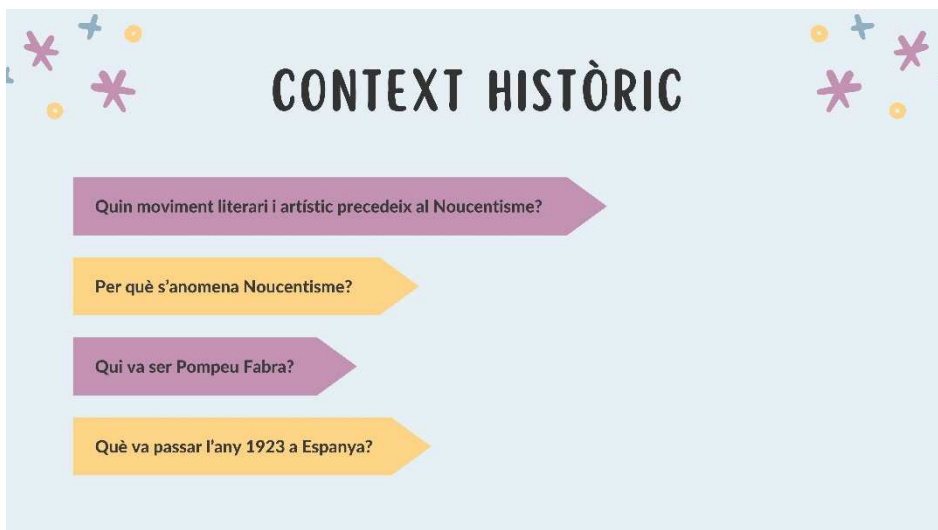 CONTEXT HISTÒRIC
Quin moviment literari i artístic precedeix al Noucentisme?
Per què s'anomena Noucentisme?
Qui va ser Pompeu Fabra?
Què va passar l'any 1923 a Espanya?